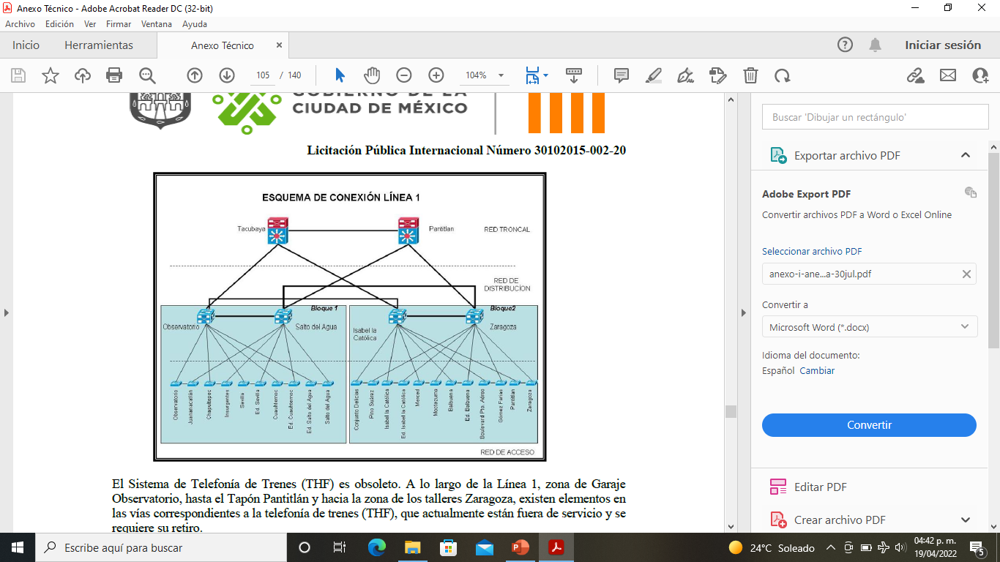 Anexo Técnico - Adobe Acrobat Reader DC (32-bit)
Archivo Edición Ver Firmar Ventana Ayuda
Inicio Herramientas Anexo Técnico Iniciar sesión
105 / 140 104%
GOBIERNO DE LA
CIUDAD DE MÉXICO
Licitación Pública Internacional Número 30102015-002-20
ESQUEMA DE CONEXIÓN LÍNEA 1
Tacubaya
Pantitlan
RED TRONCAL
RED DE
DISTRIBUCÍON
Bloque 1
Bloque2
Observatorio
Salto del Agua
Isabel la
Católica
Zaragoza
Observatorio
Juanacatlán
Chapultepec
Insurgentes
Sevilla
Ed. Sevilla
Cuauhtemoc
Ed. Cuauhtemoc
Ed. Salto del Agua
Salto del Agua
Conjunto Delicias
Pino Suárez
Isabel la Católica
Ed. Isabel la Católica
Merced
Moctezuma
Balbuena
Ed. Balbuena
Boulevard Pto. Aéreo
Gómez Farías
Pantitlan
Zaragoza
RED DE ACCESO
El Sistema de Telefonía de Trenes (THF) es obsoleto. A lo largo de la Línea 1, zona de Garaje
Observatorio, hasta el Tapón Pantitlán y hacia la zona de los talleres Zaragoza, existen elementos en
las vías correspondientes a la telefonía de trenes (THF), que actualmente están fuera de servicio y se
requiere su retiro.
Buscar 'Dibujar un rectángulo'
Exportar archivo PDF
Adobe Export PDF
Convertir archivos PDF a Word o Excel Online
Seleccionar archivo PDF
anexo-i-ane...a-30jul.pdf
Convertir a
Microsoft Word (*.docx)
Idioma del documento:
Español Cambiar
Convertir
Editar PDF
Crear archivo PDF
Escribe aquí para buscar
24°C Soleado
04:42 p. m.
19/04/2022
5